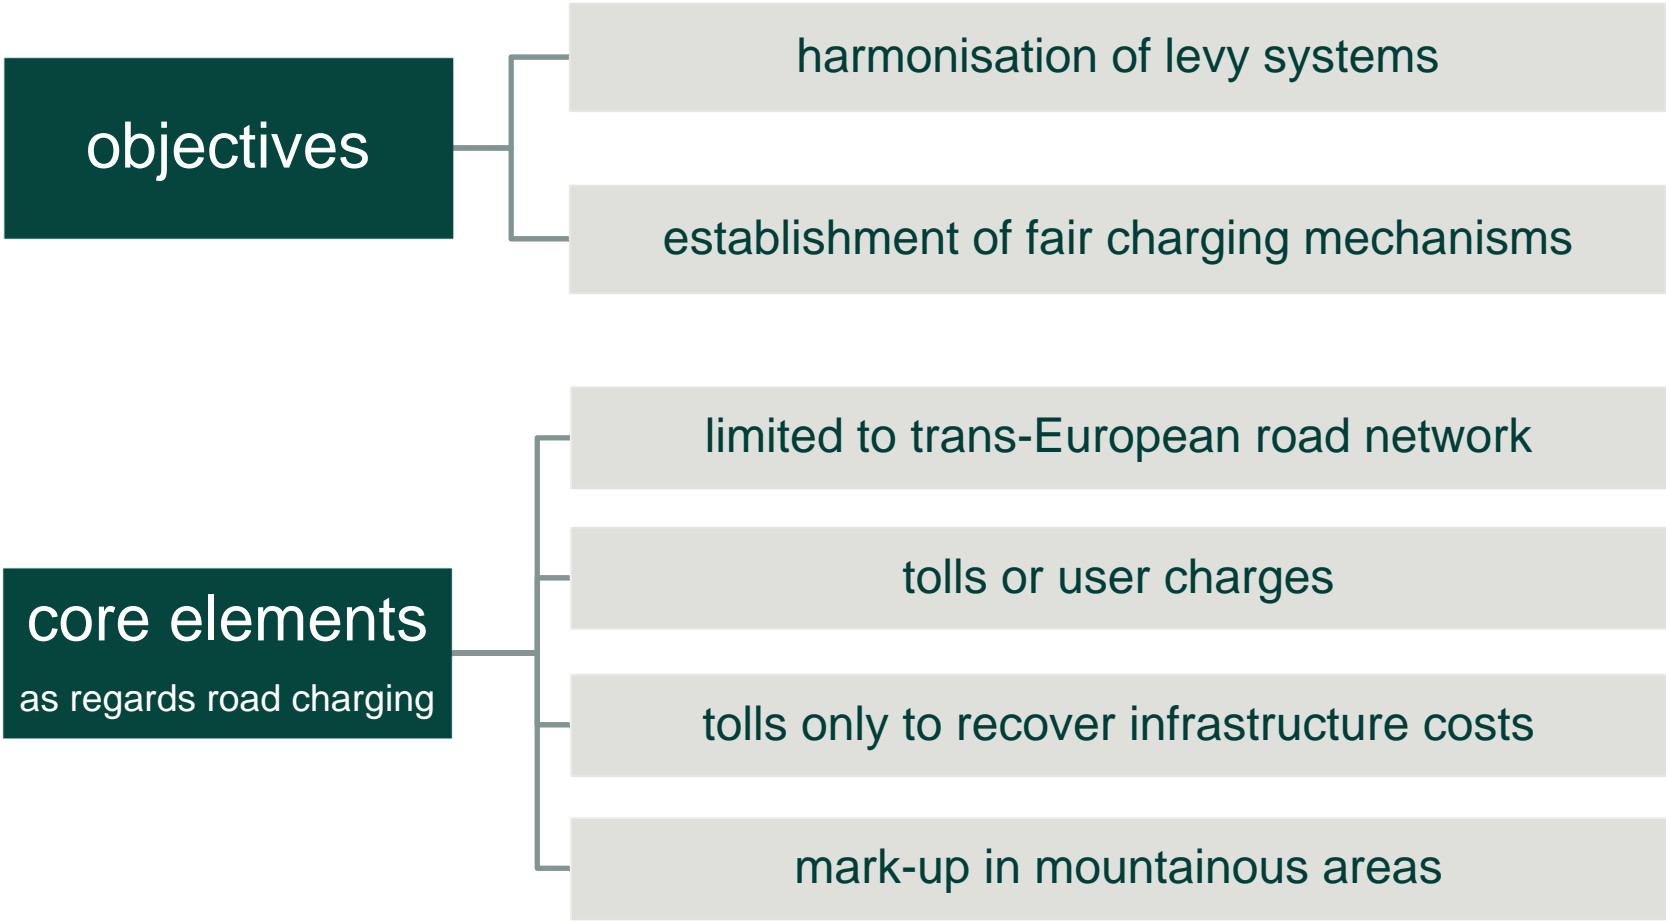 objectives
harmonisation of levy systems
establishment of fair charging mechanisms
core elements
as regards road charging
limited to trans-European road network
tolls or user charges
tolls only to recover infrastructure costs
mark-up in mountainous areas